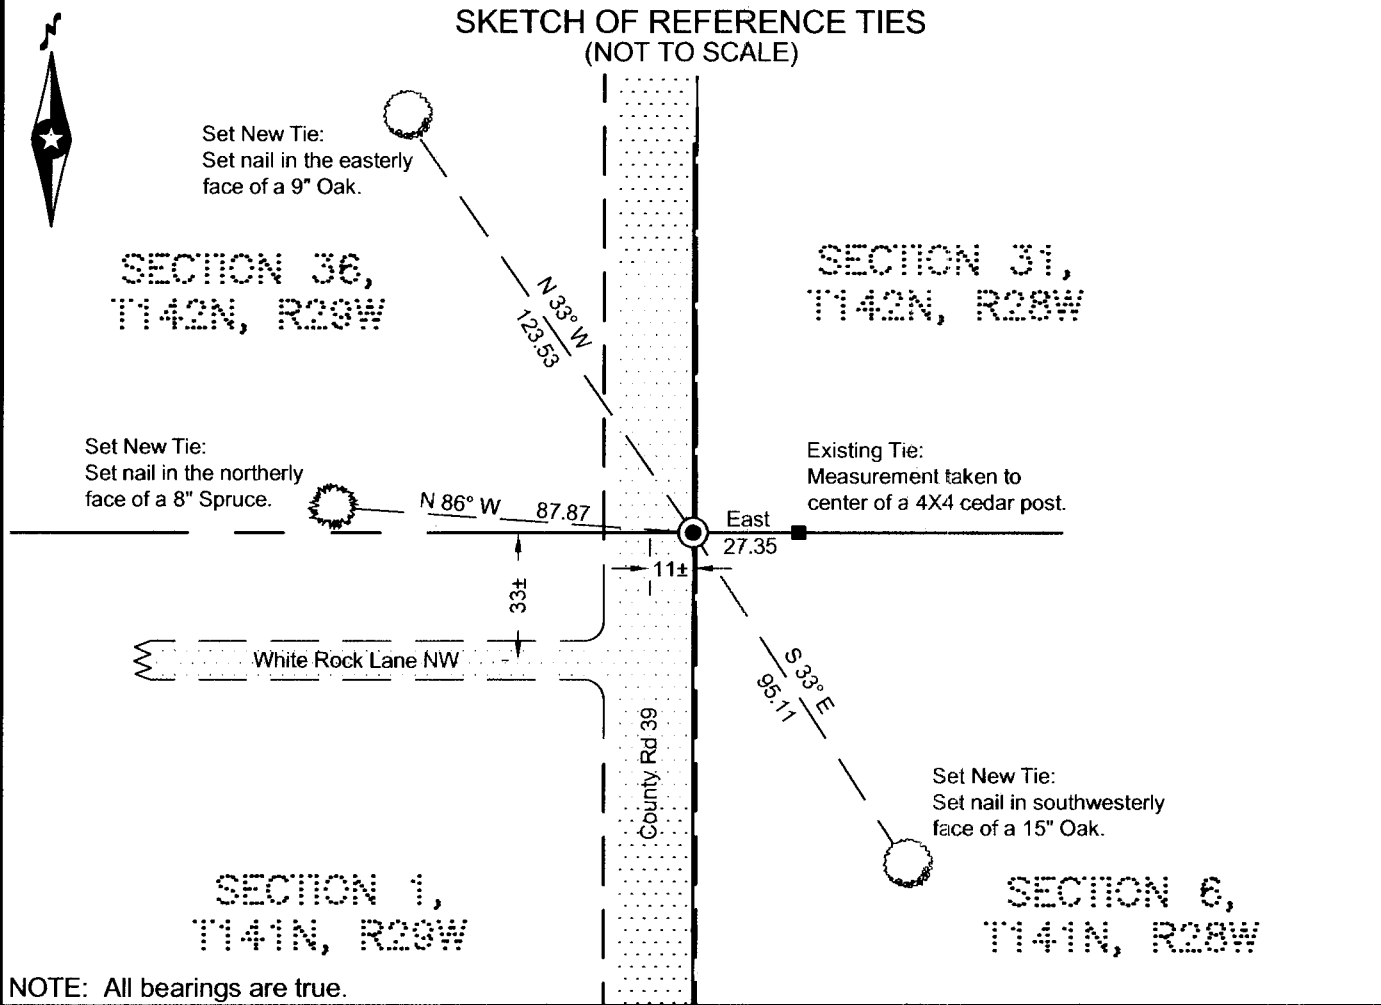 SKETCH OF REFERENCE TIES
(NOT TO SCALE)
N
Set New Tie:
Set nail in the easterly
face of a 9" Oak.
SECTION 36,
T142N, R29W
SECTION 31,
T142N, R28W
N 33° W
123.53
Set New Tie:
Set nail in the northerly
face of a 8" Spruce.
N 86° W 87.87
Existing Tie:
Measurement taken to
center of a 4X4 cedar post.
East
27.35
11±
33±
White Rock Lane NW
S 33° E
95.11
County Rd 39
Set New Tie:
Set nail in southwesterly
face of a 15" Oak.
SECTION 1,
T141N, R29W
SECTION 6,
T141N, R28W
NOTE: All bearings are true.